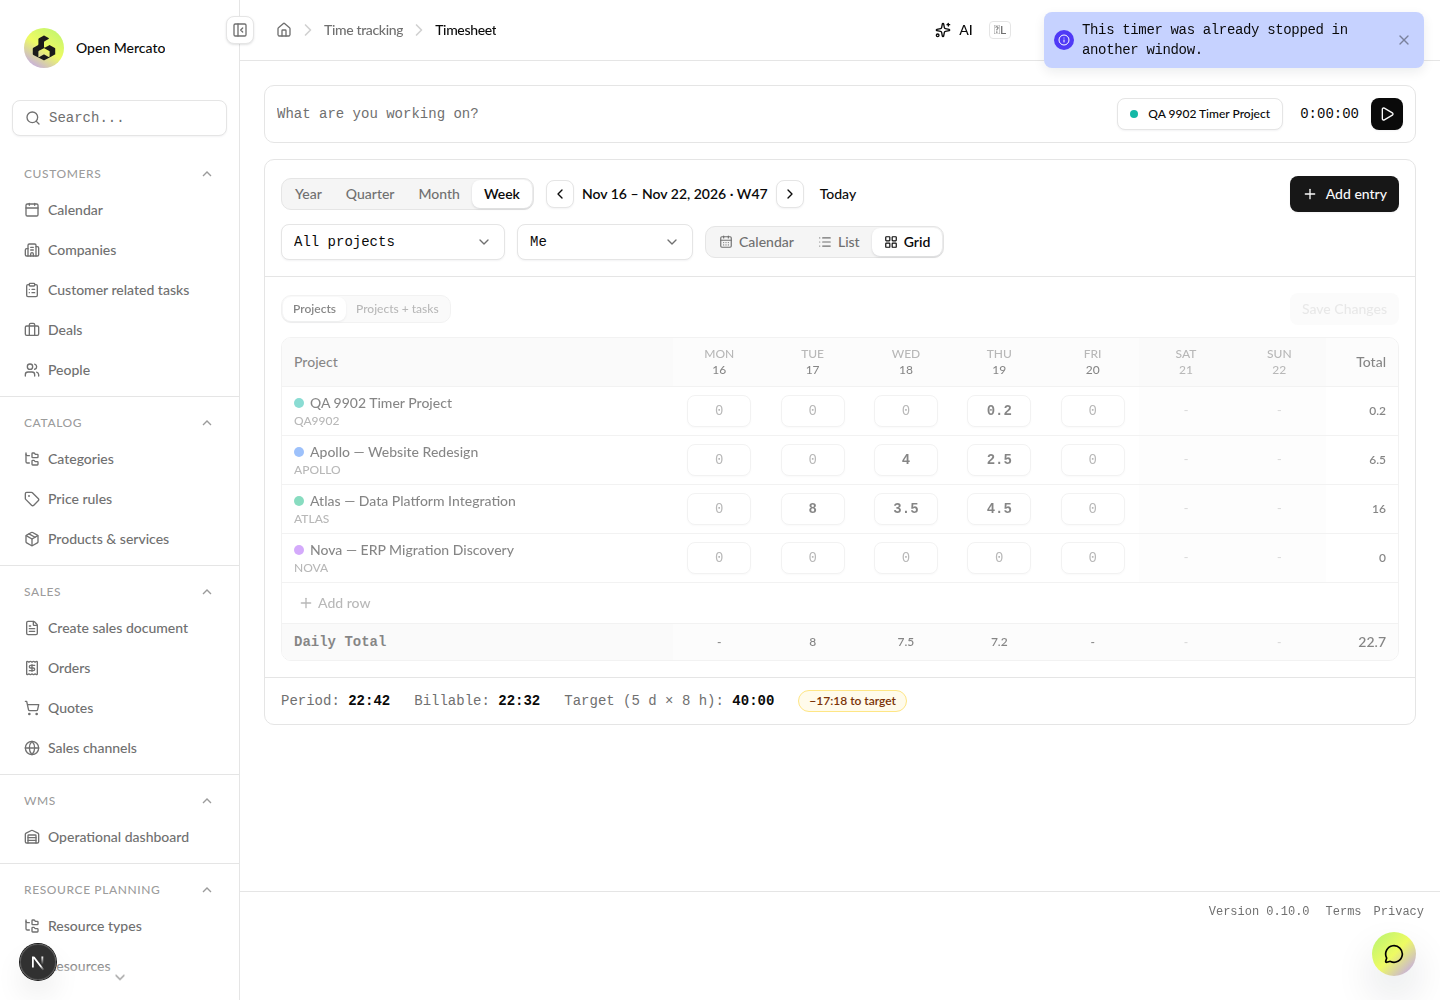 Open Mercato
Time tracking
Timesheet
AI
L
This timer was already stopped in
another window.
Search...
What are you working on?
QA 9902 Timer Project
0:00:00
CUSTOMERS
Calendar
Companies
Customer related tasks
Deals
People
CATALOG
Categories
Price rules
Products & services
SALES
Create sales document
Orders
Quotes
Sales channels
WMS
Operational dashboard
RESOURCE PLANNING
Resource types
esources
N
Year Quarter Month Week
Nov 16 – Nov 22, 2026 · W47
Today
Add entry
All projects
Me
Calendar List Grid
Projects Projects + tasks
Save Changes
Project MON 16 TUE 17 WED 18 THU 19 FRI 20 SAT 21 SUN 22 Total
QA 9902 Timer Project 0 0 0 0.2 0 - - 0.2
QA9902
Apollo — Website Redesign 0 0 4 2.5 0 - - 6.5
APOLLO
Atlas — Data Platform Integration 0 8 3.5 4.5 0 - - 16
ATLAS
Nova — ERP Migration Discovery 0 0 0 0 0 - - 0
NOVA
Add row
Daily Total - 8 7.5 7.2 - - - 22.7
Period: 22:42 Billable: 22:32 Target (5 d × 8 h): 40:00 −17:18 to target
Version 0.10.0 Terms Privacy